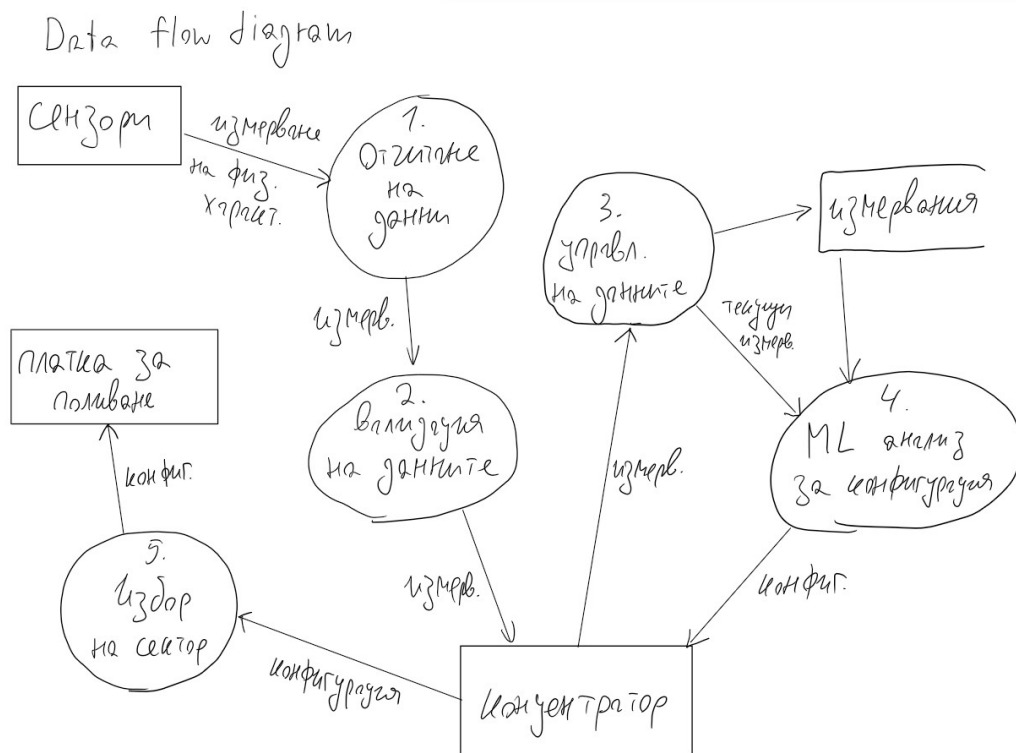 Data flow diagram
сензори
измерване
на физ.
характ.
1.
Отчитане
на
данни
измерв.
2.
Валидация
на данните
измерв.
концентратор
измерв.
3.
управл.
на данните
измервания
текущи
измерв.
4.
ML анализ
за конфигурация
конфиг.
конфигурация
5.
Избор
на сектор
конфиг.
платка за
поливане